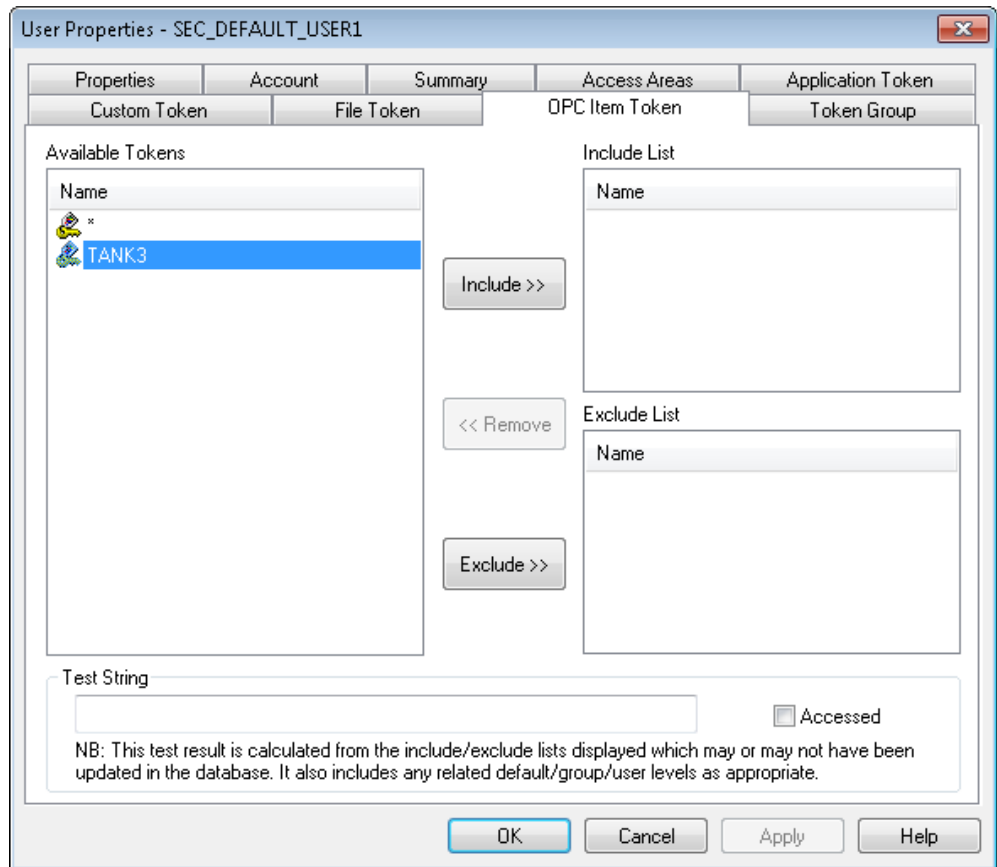 User Properties - SEC_DEFAULT_USER1
Properties
Account
Summary
Access Areas
Application Token
Custom Token
File Token
OPC Item Token
Token Group
Available Tokens
Include List
Name
Name
*
TANK3
Include >>
<< Remove
Exclude List
Name
Exclude >>
Test String
Accessed
NB: This test result is calculated from the include/exclude lists displayed which may or may not have been
updated in the database. It also includes any related default/group/user levels as appropriate.
OK
Cancel
Apply
Help